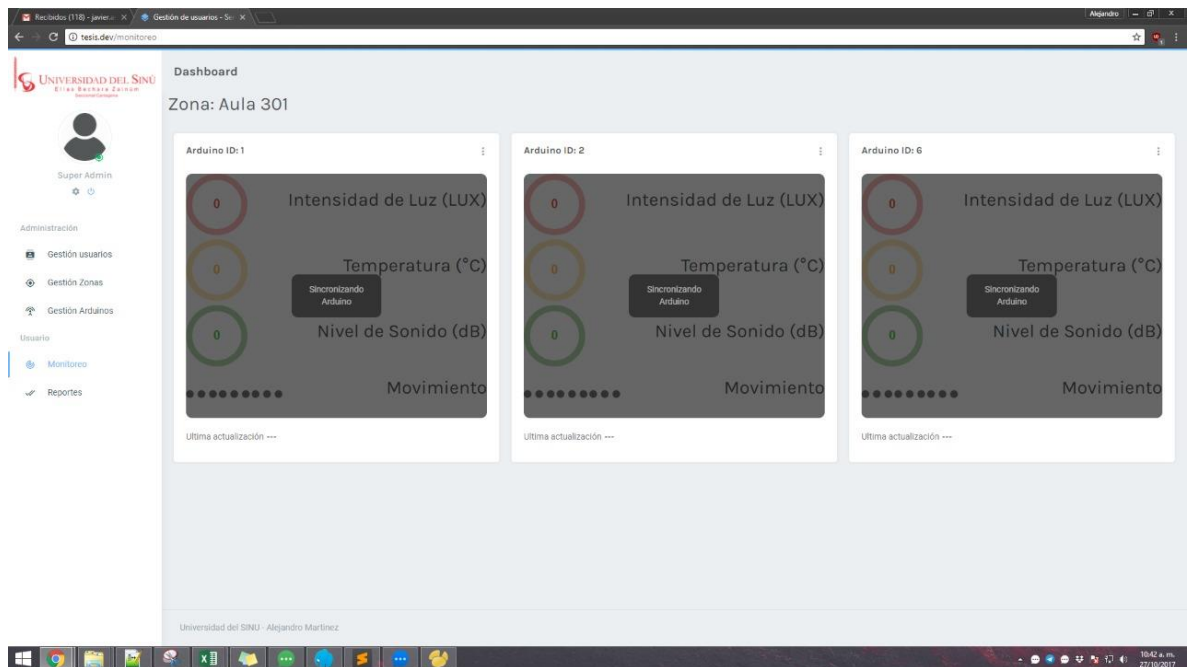 Recibidos (118) - javier.a
Gestión de usuarios - Se
Alejandro
tesis.dev/monitoreo
UNIVERSIDAD DEL SINÚ
Elías Bechara Zainúm
Dashboard
Zona: Aula 301
Super Admin
Administración
Gestión usuarios
Gestión Zonas
Gestión Arduinos
Usuario
Monitoreo
Reportes
Arduino ID: 1
0
Intensidad de Luz (LUX)
0
Temperatura (°C)
Sincronizando
Arduino
0
Nivel de Sonido (dB)
Movimiento
Ultima actualización ---
Arduino ID: 2
0
Intensidad de Luz (LUX)
0
Temperatura (°C)
Sincronizando
Arduino
0
Nivel de Sonido (dB)
Movimiento
Ultima actualización ---
Arduino ID: 6
0
Intensidad de Luz (LUX)
0
Temperatura (°C)
Sincronizando
Arduino
0
Nivel de Sonido (dB)
Movimiento
Ultima actualización ---
Universidad del SINU - Alejandro Martinez
10:42 a. m.
27/10/2017